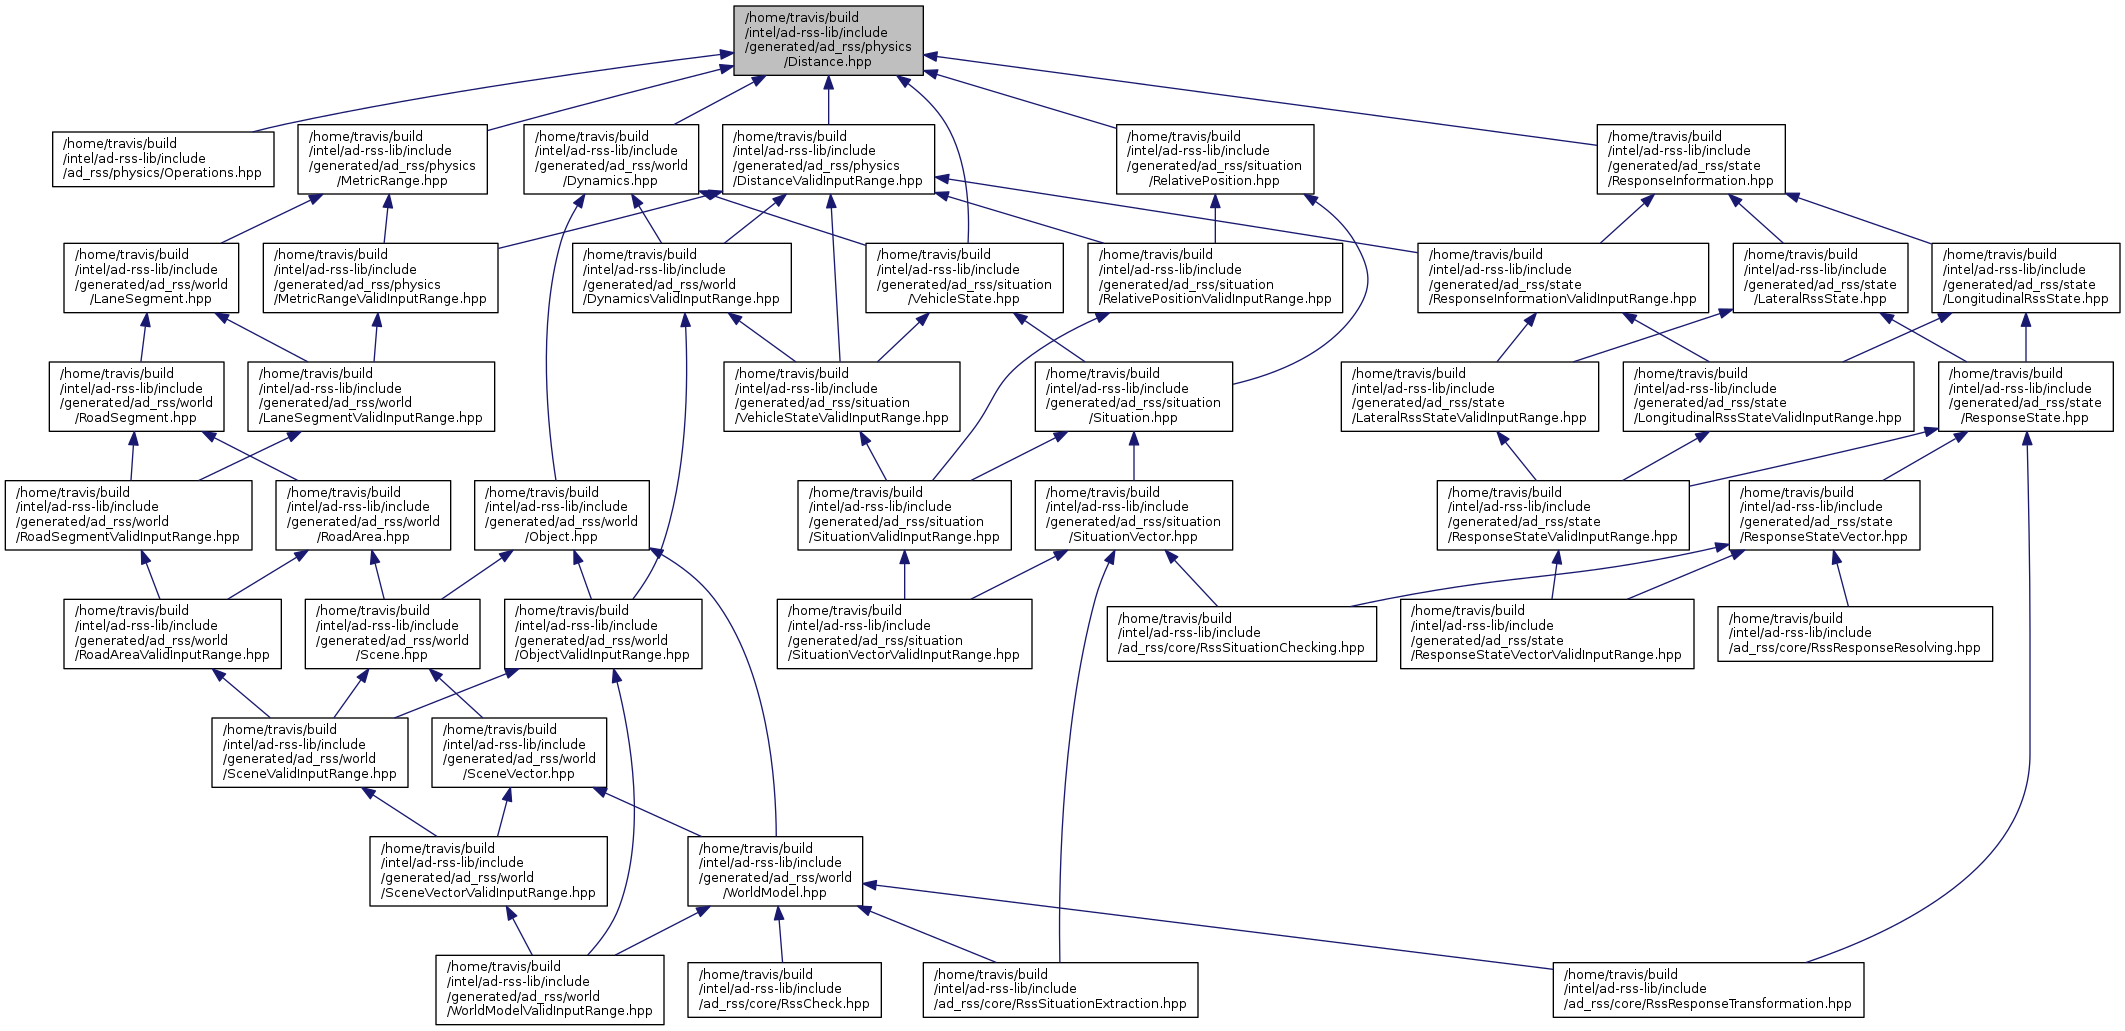 /home/travis/build
/intel/ad-rss-lib/include
/generated/ad_rss/physics
/Distance.hpp
/home/travis/build
/intel/ad-rss-lib/include
/ad_rss/physics/Operations.hpp
/home/travis/build
/intel/ad-rss-lib/include
/generated/ad_rss/physics
/MetricRange.hpp
/home/travis/build
/intel/ad-rss-lib/include
/generated/ad_rss/world
/Dynamics.hpp
/home/travis/build
/intel/ad-rss-lib/include
/generated/ad_rss/physics
/DistanceValidInputRange.hpp
/home/travis/build
/intel/ad-rss-lib/include
/generated/ad_rss/situation
/RelativePosition.hpp
/home/travis/build
/intel/ad-rss-lib/include
/generated/ad_rss/state
/ResponseInformation.hpp
/home/travis/build
/intel/ad-rss-lib/include
/generated/ad_rss/world
/LaneSegment.hpp
/home/travis/build
/intel/ad-rss-lib/include
/generated/ad_rss/physics
/MetricRangeValidInputRange.hpp
/home/travis/build
/intel/ad-rss-lib/include
/generated/ad_rss/world
/DynamicsValidInputRange.hpp
/home/travis/build
/intel/ad-rss-lib/include
/generated/ad_rss/situation
/VehicleState.hpp
/home/travis/build
/intel/ad-rss-lib/include
/generated/ad_rss/situation
/RelativePositionValidInputRange.hpp
/home/travis/build
/intel/ad-rss-lib/include
/generated/ad_rss/state
/ResponseInformationValidInputRange.hpp
/home/travis/build
/intel/ad-rss-lib/include
/generated/ad_rss/state
/LateralRssState.hpp
/home/travis/build
/intel/ad-rss-lib/include
/generated/ad_rss/state
/LongitudinalRssState.hpp
/home/travis/build
/intel/ad-rss-lib/include
/generated/ad_rss/world
/RoadSegment.hpp
/home/travis/build
/intel/ad-rss-lib/include
/generated/ad_rss/world
/LaneSegmentValidInputRange.hpp
/home/travis/build
/intel/ad-rss-lib/include
/generated/ad_rss/situation
/VehicleStateValidInputRange.hpp
/home/travis/build
/intel/ad-rss-lib/include
/generated/ad_rss/situation
/Situation.hpp
/home/travis/build
/intel/ad-rss-lib/include
/generated/ad_rss/state
/LateralRssStateValidInputRange.hpp
/home/travis/build
/intel/ad-rss-lib/include
/generated/ad_rss/state
/LongitudinalRssStateValidInputRange.hpp
/home/travis/build
/intel/ad-rss-lib/include
/generated/ad_rss/state
/ResponseState.hpp
/home/travis/build
/intel/ad-rss-lib/include
/generated/ad_rss/world
/RoadSegmentValidInputRange.hpp
/home/travis/build
/intel/ad-rss-lib/include
/generated/ad_rss/world
/RoadArea.hpp
/home/travis/build
/intel/ad-rss-lib/include
/generated/ad_rss/world
/Object.hpp
/home/travis/build
/intel/ad-rss-lib/include
/generated/ad_rss/situation
/SituationValidInputRange.hpp
/home/travis/build
/intel/ad-rss-lib/include
/generated/ad_rss/situation
/SituationVector.hpp
/home/travis/build
/intel/ad-rss-lib/include
/generated/ad_rss/state
/ResponseStateValidInputRange.hpp
/home/travis/build
/intel/ad-rss-lib/include
/generated/ad_rss/state
/ResponseStateVector.hpp
/home/travis/build
/intel/ad-rss-lib/include
/generated/ad_rss/world
/RoadAreaValidInputRange.hpp
/home/travis/build
/intel/ad-rss-lib/include
/generated/ad_rss/world
/Scene.hpp
/home/travis/build
/intel/ad-rss-lib/include
/generated/ad_rss/world
/ObjectValidInputRange.hpp
/home/travis/build
/intel/ad-rss-lib/include
/generated/ad_rss/situation
/SituationVectorValidInputRange.hpp
/home/travis/build
/intel/ad-rss-lib/include
/ad_rss/core/RssSituationChecking.hpp
/home/travis/build
/intel/ad-rss-lib/include
/generated/ad_rss/state
/ResponseStateVectorValidInputRange.hpp
/home/travis/build
/intel/ad-rss-lib/include
/ad_rss/core/RssResponseResolving.hpp
/home/travis/build
/intel/ad-rss-lib/include
/generated/ad_rss/world
/SceneValidInputRange.hpp
/home/travis/build
/intel/ad-rss-lib/include
/generated/ad_rss/world
/SceneVector.hpp
/home/travis/build
/intel/ad-rss-lib/include
/generated/ad_rss/world
/SceneVectorValidInputRange.hpp
/home/travis/build
/intel/ad-rss-lib/include
/generated/ad_rss/world
/WorldModel.hpp
/home/travis/build
/intel/ad-rss-lib/include
/generated/ad_rss/world
/WorldModelValidInputRange.hpp
/home/travis/build
/intel/ad-rss-lib/include
/ad_rss/core/RssCheck.hpp
/home/travis/build
/intel/ad-rss-lib/include
/ad_rss/core/RssSituationExtraction.hpp
/home/travis/build
/intel/ad-rss-lib/include
/ad_rss/core/RssResponseTransformation.hpp